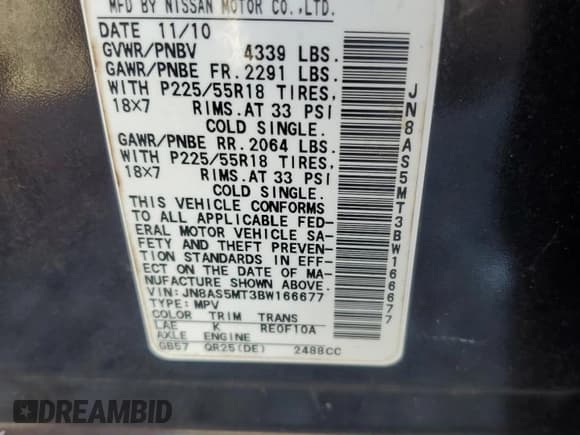 MFD BY NISSAN MOTOR CO.,LTD.
DATE 11/10
GVWR/PNBV 4339 LBS.
GAWR/PNBE FR. 2291 LBS.
WITH P225/55R18 TIRES,
18X7 RIMS. AT 33 PSI
COLD SINGLE.
GAWR/PNBE RR. 2064 LBS.
WITH P225/55R18 TIRES,
18X7 RIMS. AT 33 PSI
COLD SINGLE.
THIS VEHICLE CONFORMS
TO ALL APPLICABLE FED-
ERAL MOTOR VEHICLE SA-
FETY AND THEFT PREVEN-
TION STANDARDS IN EFF-
ECT ON THE DATE OF MA-
NUFACTURE SHOWN ABOVE.
VIN:JN8AS5MT3BW166677
TYPE: MPV
COLOR TRIM TRANS
LAE K RE0F10A
AXLE ENGINE
GB57 QR25(DE) 2488CC
JN8AS5MT3BW166677
DREAMBID